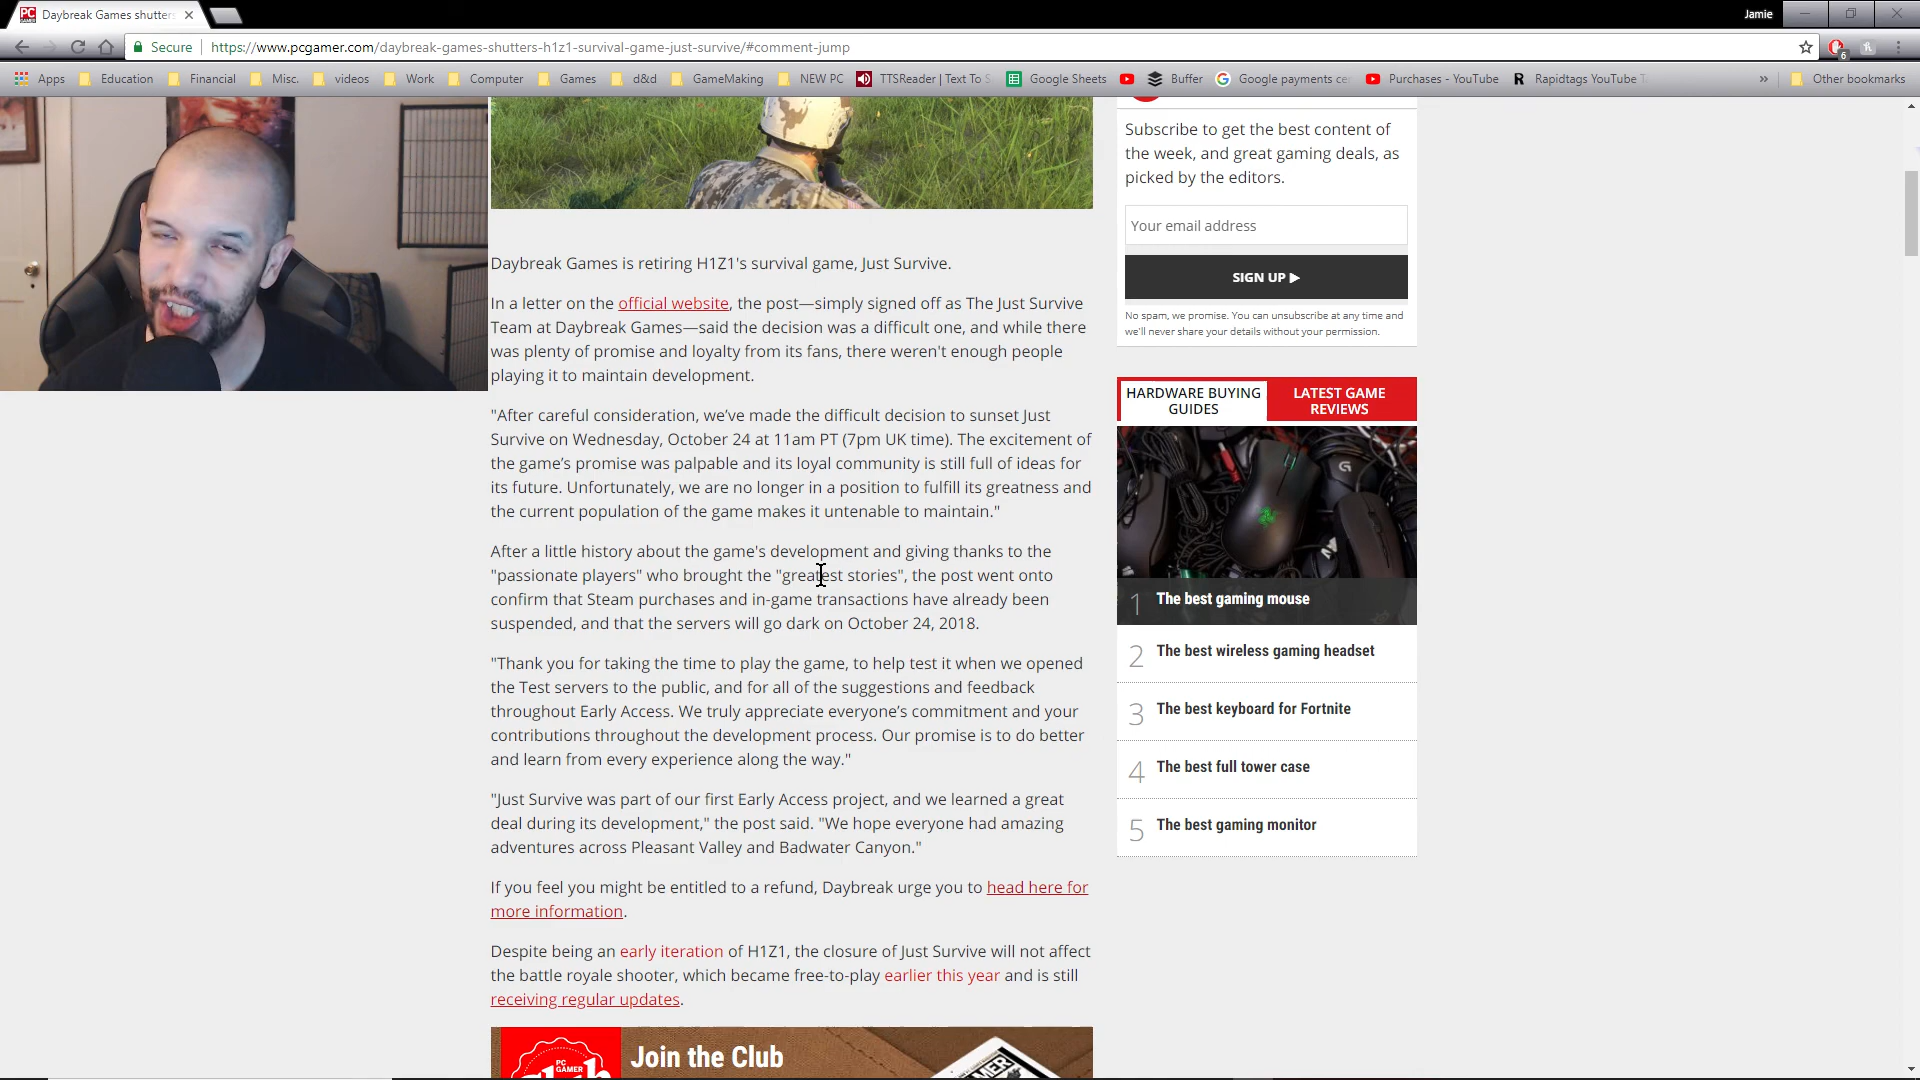 Daybreak Games shutters
Jamie
Secure
https://www.pcgamer.com/daybreak-games-shutters-h1z1-survival-game-just-survive/#comment-jump
6
Apps Education Financial Misc. videos Work Computer Games d&d GameMaking NEW PC TTSReader | Text To S Google Sheets Buffer Google payments ce Purchases - YouTube R Rapidtags YouTube T » Other bookmarks
Daybreak Games is retiring H1Z1's survival game, Just Survive.
In a letter on the official website, the post—simply signed off as The Just Survive
Team at Daybreak Games—said the decision was a difficult one, and while there
was plenty of promise and loyalty from its fans, there weren't enough people
playing it to maintain development.
"After careful consideration, we’ve made the difficult decision to sunset Just
Survive on Wednesday, October 24 at 11am PT (7pm UK time). The excitement of
the game’s promise was palpable and its loyal community is still full of ideas for
its future. Unfortunately, we are no longer in a position to fulfill its greatness and
the current population of the game makes it untenable to maintain."
After a little history about the game's development and giving thanks to the
"passionate players" who brought the "greatest stories", the post went onto
confirm that Steam purchases and in-game transactions have already been
suspended, and that the servers will go dark on October 24, 2018.
"Thank you for taking the time to play the game, to help test it when we opened
the Test servers to the public, and for all of the suggestions and feedback
throughout Early Access. We truly appreciate everyone’s commitment and your
contributions throughout the development process. Our promise is to do better
and learn from every experience along the way."
"Just Survive was part of our first Early Access project, and we learned a great
deal during its development," the post said. "We hope everyone had amazing
adventures across Pleasant Valley and Badwater Canyon."
If you feel you might be entitled to a refund, Daybreak urge you to head here for
more information.
Despite being an early iteration of H1Z1, the closure of Just Survive will not affect
the battle royale shooter, which became free-to-play earlier this year and is still
receiving regular updates.
PC
GAMER
Join the Club
Subscribe to get the best content of
the week, and great gaming deals, as
picked by the editors.
Your email address
SIGN UP ▶
No spam, we promise. You can unsubscribe at any time and
we'll never share your details without your permission.
HARDWARE BUYING
GUIDES
LATEST GAME
REVIEWS
1 The best gaming mouse
2 The best wireless gaming headset
3 The best keyboard for Fortnite
4 The best full tower case
5 The best gaming monitor